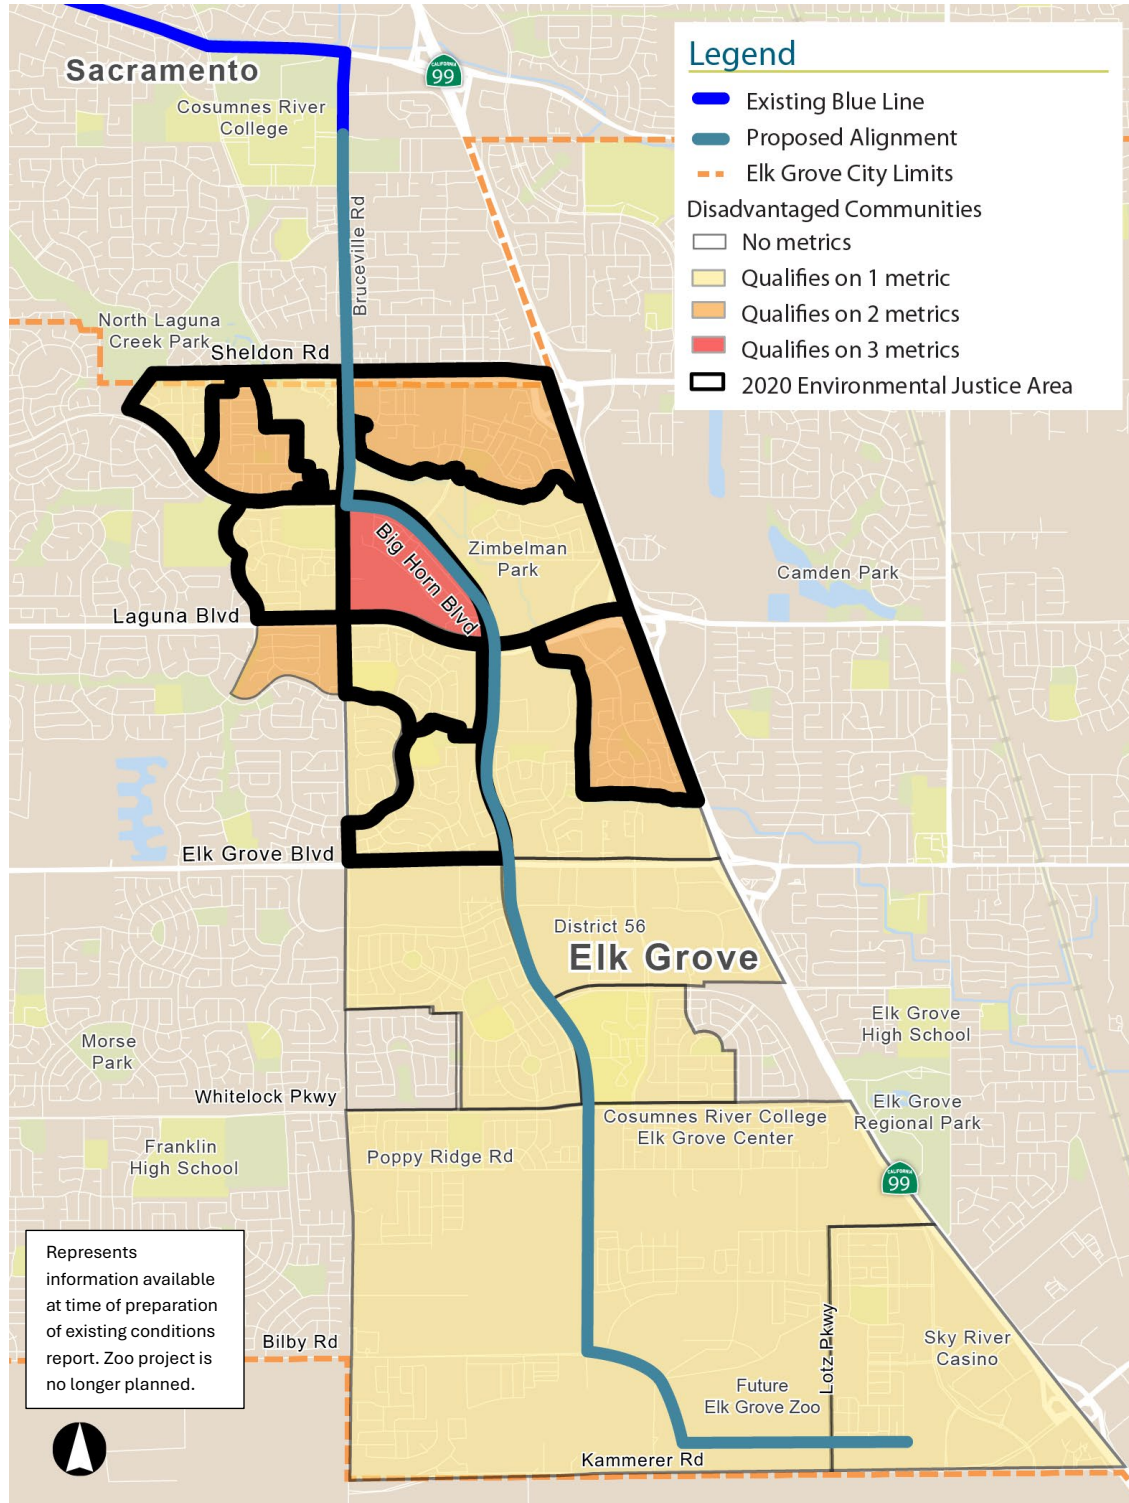 Sacramento
Cosumnes River
College
CALIFORNIA
99
Legend
Existing Blue Line
Proposed Alignment
Elk Grove City Limits
Disadvantaged Communities
No metrics
Qualifies on 1 metric
Qualifies on 2 metrics
Qualifies on 3 metrics
2020 Environmental Justice Area
Bruceville Rd
North Laguna
Creek Park
Sheldon Rd
Big Horn Blvd
Zimbelman
Park
Camden Park
Laguna Blvd
Elk Grove Blvd
District 56
Elk Grove
Elk Grove
High School
Morse
Park
Whitelock Pkwy
Elk Grove
Regional Park
Cosumnes River College
Elk Grove Center
Franklin
High School
Poppy Ridge Rd
CALIFORNIA
99
Represents
information available
at time of preparation
of existing conditions
report. Zoo project is
no longer planned.
Bilby Rd
Lotz Pkwy
Sky River
Casino
Future
Elk Grove Zoo
Kammerer Rd